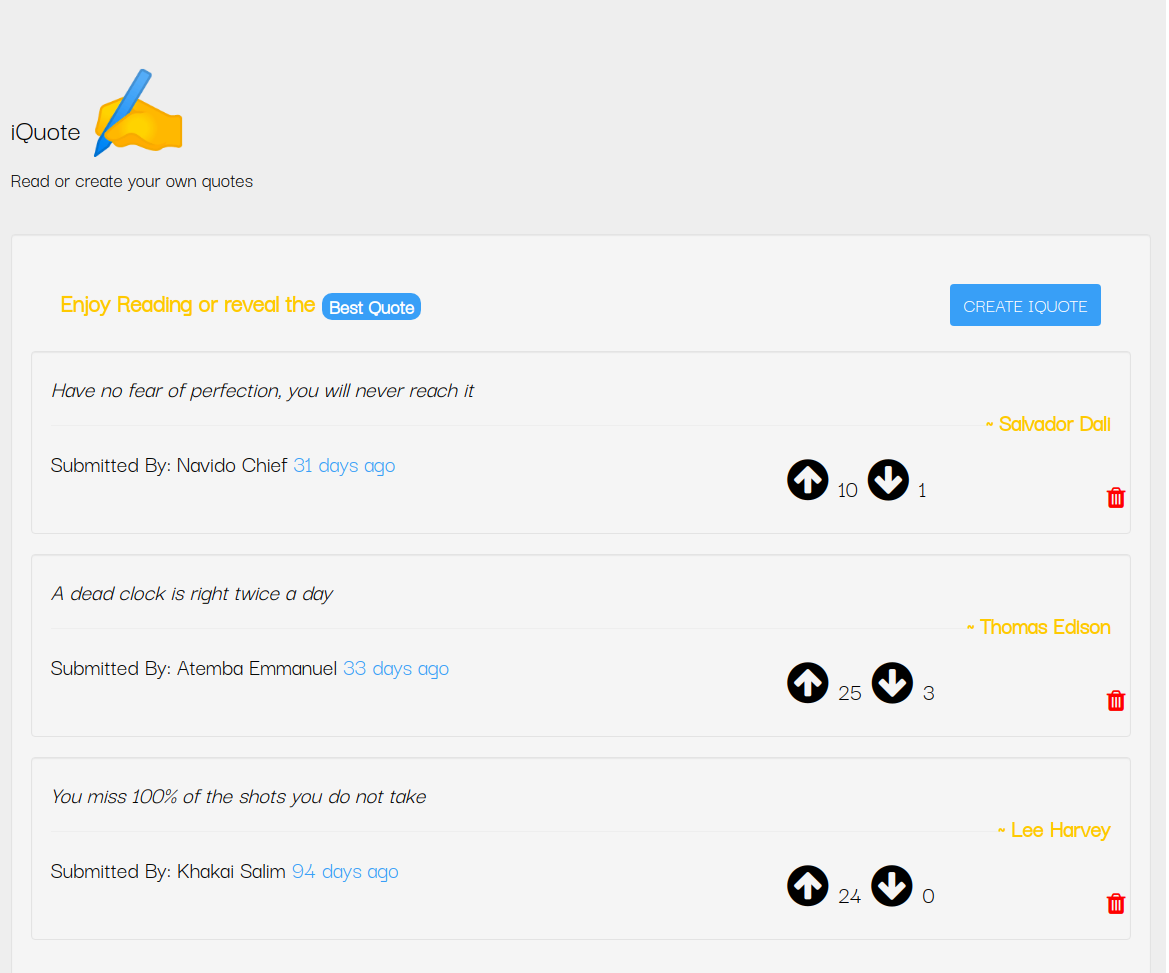 iQuote
Read or create your own quotes
Enjoy Reading or reveal the Best Quote
CREATE IQUOTE
Have no fear of perfection, you will never reach it
~ Salvador Dalí
Submitted By: Navido Chief 31 days ago
10 1
A dead clock is right twice a day
~ Thomas Edison
Submitted By: Atemba Emmanuel 33 days ago
25 3
You miss 100% of the shots you do not take
~ Lee Harvey
Submitted By: Khakai Salim 94 days ago
24 0